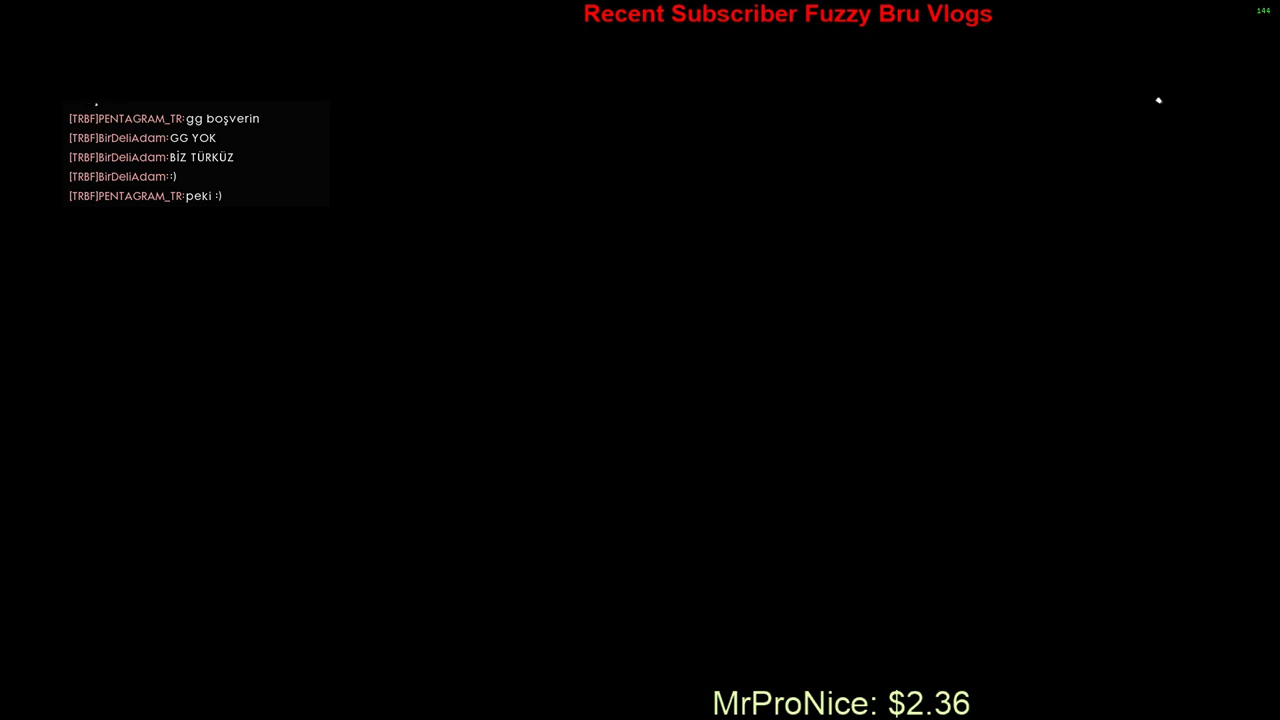 Recent Subscriber Fuzzy Bru Vlogs
144
[TRBF]PENTAGRAM_TR:gg boşverin
[TRBF]BirDeliAdam:GG YOK
[TRBF]BirDeliAdam:BİZ TÜRKÜZ
[TRBF]BirDeliAdam::)
[TRBF]PENTAGRAM_TR:peki :)
MrProNice: $2.36